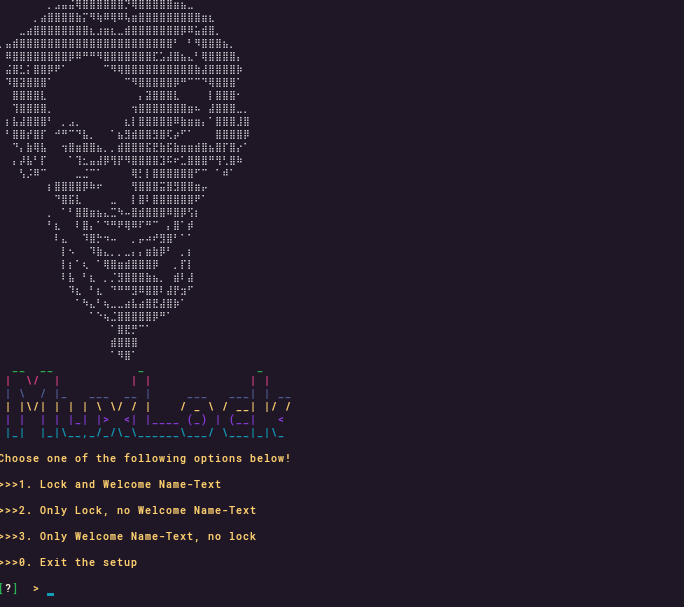 MaxLock
Choose one of the following options below!
>>>1. Lock and Welcome Name-Text
>>>2. Only Lock, no Welcome Name-Text
>>>3. Only Welcome Name-Text, no lock
>>>0. Exit the setup
[?] >